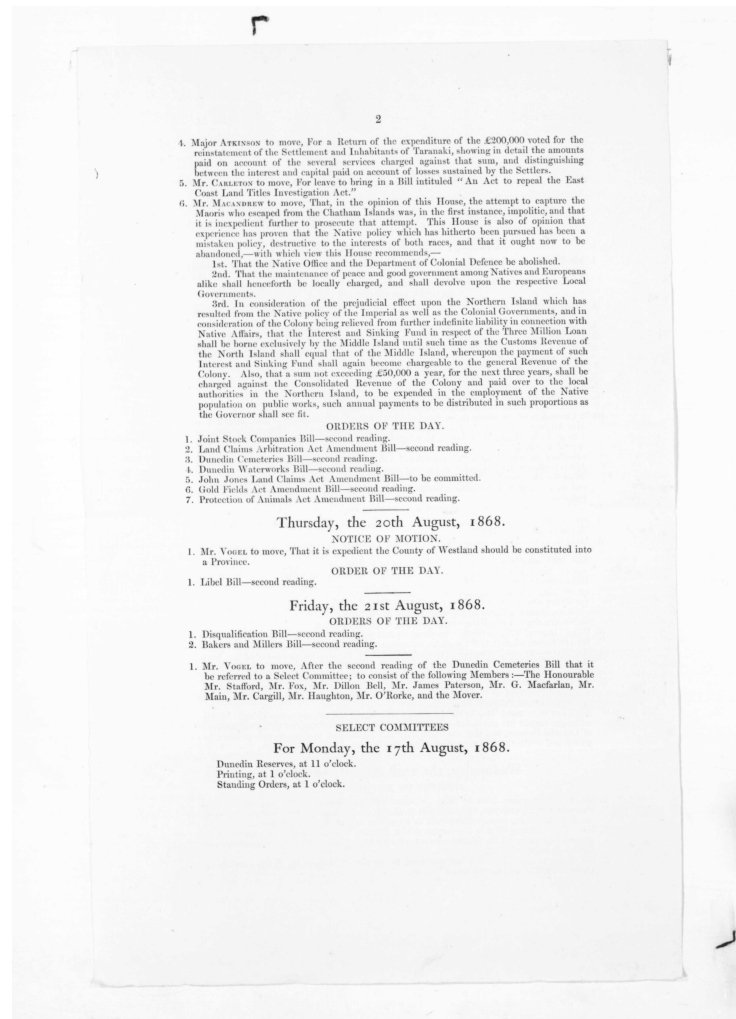 2
4. Major ATKINSON to move, For a Return of the expenditure of the £200,000 voted for the
reinstatement of the Settlement and Inhabitants of Taranaki, showing in detail the amounts
paid on account of the several services charged against that sum, and distinguishing
between the interest and capital paid on account of losses sustained by the Settlers.
5. Mr. CARLETON to move, For leave to bring in a Bill intituled "An Act to repeal the East
Coast Land Titles Investigation Act."
6. Mr. MACANDREW to move, That, in the opinion of this House, the attempt to capture the
Maoris who escaped from the Chatham Islands was, in the first instance, impolitic, and that
it is inexpedient further to prosecute that attempt. This House is also of opinion that
experience has proven that the Native policy which has hitherto been pursued has been a
mistaken policy, destructive to the interests of both races, and that it ought now to be
abandoned,—with which view this House recommends,—
1st. That the Native Office and the Department of Colonial Defence be abolished.
2nd. That the maintenance of peace and good government among Natives and Europeans
alike shall henceforth be locally charged, and shall devolve upon the respective Local
Governments.
3rd. In consideration of the prejudicial effect upon the Northern Island which has
resulted from the Native policy of the Imperial as well as the Colonial Governments, and in
consideration of the Colony being relieved from further indefinite liability in connection with
Native Affairs, that the Interest and Sinking Fund in respect of the Three Million Loan
shall be borne exclusively by the Middle Island until such time as the Customs Revenue of
the North Island shall equal that of the Middle Island, whereupon the payment of such
Interest and Sinking Fund shall again become chargeable to the general Revenue of the
Colony. Also, that a sum not exceeding £50,000 a year, for the next three years, shall be
charged against the Consolidated Revenue of the Colony and paid over to the local
authorities in the Northern Island, to be expended in the employment of the Native
population on public works, such annual payments to be distributed in such proportions as
the Governor shall see fit.
ORDERS OF THE DAY.
1. Joint Stock Companies Bill—second reading.
2. Land Claims Arbitration Act Amendment Bill—second reading.
3. Dunedin Cemeteries Bill—second reading.
4. Dunedin Waterworks Bill—second reading.
5. John Jones Land Claims Act Amendment Bill—to be committed.
6. Gold Fields Act Amendment Bill—second reading.
7. Protection of Animals Act Amendment Bill—second reading.
Thursday, the 20th August, 1868.
NOTICE OF MOTION.
1. Mr. VOGEL to move, That it is expedient the County of Westland should be constituted into
a Province.
ORDER OF THE DAY.
1. Libel Bill—second reading.
Friday, the 21st August, 1868.
ORDERS OF THE DAY.
1. Disqualification Bill—second reading.
2. Bakers and Millers Bill—second reading.
1. Mr. VOGEL to move, After the second reading of the Dunedin Cemeteries Bill that it
be referred to a Select Committee; to consist of the following Members:—The Honourable
Mr. Stafford, Mr. Fox, Mr. Dillon Bell, Mr. James Paterson, Mr. G. Macfarlan, Mr.
Main, Mr. Cargill, Mr. Haughton, Mr. O'Rorke, and the Mover.
SELECT COMMITTEES
For Monday, the 17th August, 1868.
Dunedin Reserves, at 11 o'clock.
Printing, at 1 o'clock.
Standing Orders, at 1 o'clock.